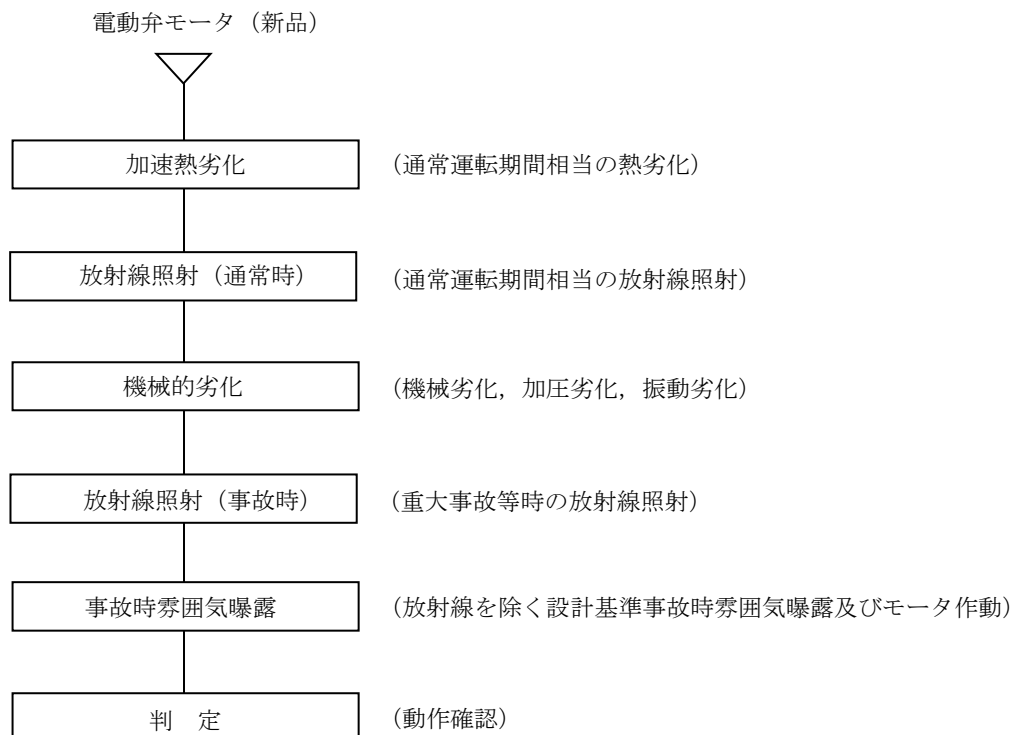 電動弁モータ（新品）
加速熱劣化　（通常運転期間相当の熱劣化）
放射線照射（通常時）　（通常運転期間相当の放射線照射）
機械的劣化　（機械劣化，加圧劣化，振動劣化）
放射線照射（事故時）　（重大事故等時の放射線照射）
事故時雰囲気曝露　（放射線を除く設計基準事故時雰囲気曝露及びモータ作動）
判　定　（動作確認）